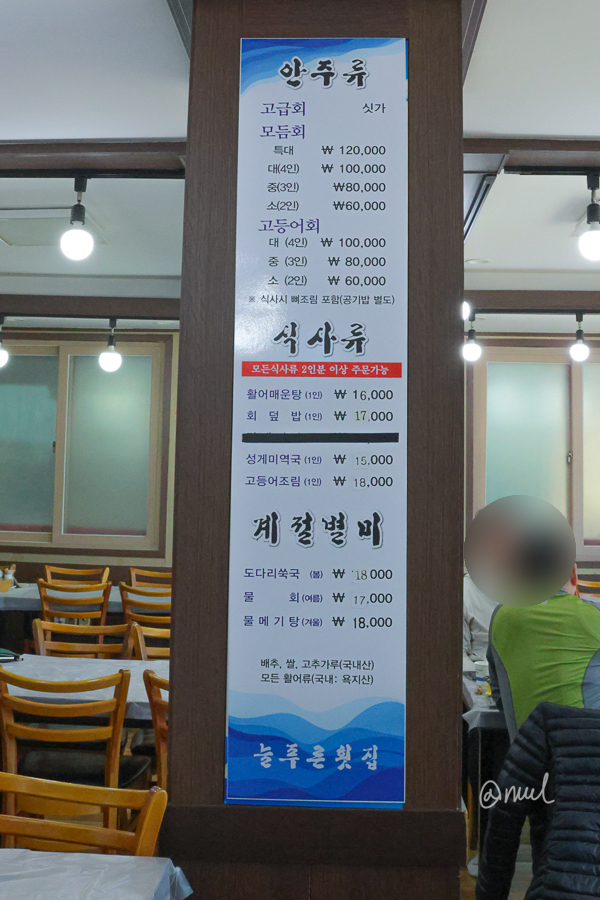 안주류
고급회 싯가
모듬회
특대 ₩ 120,000
대(4인) ₩ 100,000
중(3인) ₩80,000
소(2인) ₩60,000
고등어회
대 (4인) ₩ 100,000
중 (3인) ₩ 80,000
소 (2인) ₩ 60,000
※ 식사시 뼈조림 포함(공기밥 별도)
식사류
모든식사류 2인분 이상 주문가능
활어매운탕 (1인) ₩ 16,000
회 덮 밥 (1인) ₩ 17,000
성게미역국 (1인) ₩ 15,000
고등어조림 (1인) ₩ 18,000
계절별미
도다리쑥국 (봄) ₩ 18000
물 회 (여름) ₩ 17,000
물메기탕 (겨울) ₩ 18,000
배추, 쌀, 고추가루(국내산)
모든 활어류(국내: 욕지산)
늘푸른횟집
@nuul